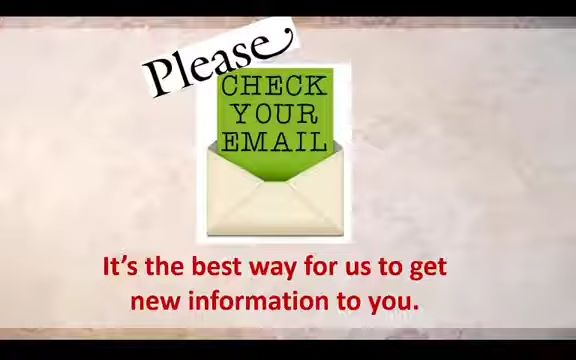 Please
CHECK
YOUR
EMAIL
It's the best way for us to get
new information to you.